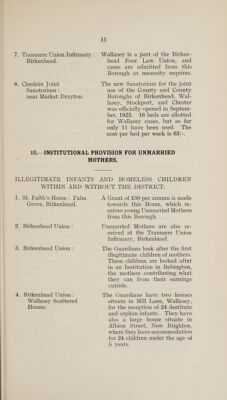 11
7. Tranmere Union Infirmary :
Birkenhead.
Wallasey is a part of the Birken-
head Poor Law Union, and
cases are admitted from this
Borough as necessity requires.
8. Cheshire Joint
Sanatorium :
near Market Drayton.
The new Sanatorium for the joint
use of the County and County
Boroughs of Birkenhead, Wal-
lasey, Stockport, and Chester
was officially opened in Septem-
ber, 1923. 16 beds are allotted
for Wallasey cases, but so far
only 11 have been used. The
cost per bed per week is 63/-.
10.—INSTITUTIONAL PROVISION FOR UNMARRIED
MOTHERS.
ILLEGITIMATE INFANTS AND HOMELESS CHILDREN
WITHIN AND WITHOUT THE DISTRICT.
1. St. Faith's Home : Palm
Grove, Birkenhead.
A Grant of £50 per annum is made
towards this Home, which re-
ceives young Unmarried Mothers
from this Borough.
2. Birkenhead Union :
Unmarried Mothers are also re-
ceived at the Tranmere Union
Infirmary, Birkenhead.
3. Birkenhead Union :
The Guardians look after the first
illegitimate children of mothers.
These children are looked after
in an Institution in Bebington,
the mothers contributing what
they can from their earnings
outside.
4. Birkenhead Union :
Wallasey Scattered
Homes.
The Guardians have two homes
situate in Mill Lane, Wallasey,
for the reception of 24 destitute
and orphan infants. They have
also a large home situate in
Albion Street, New Brighton,
where they have accommodation
for 24 children under the age of
5 years.